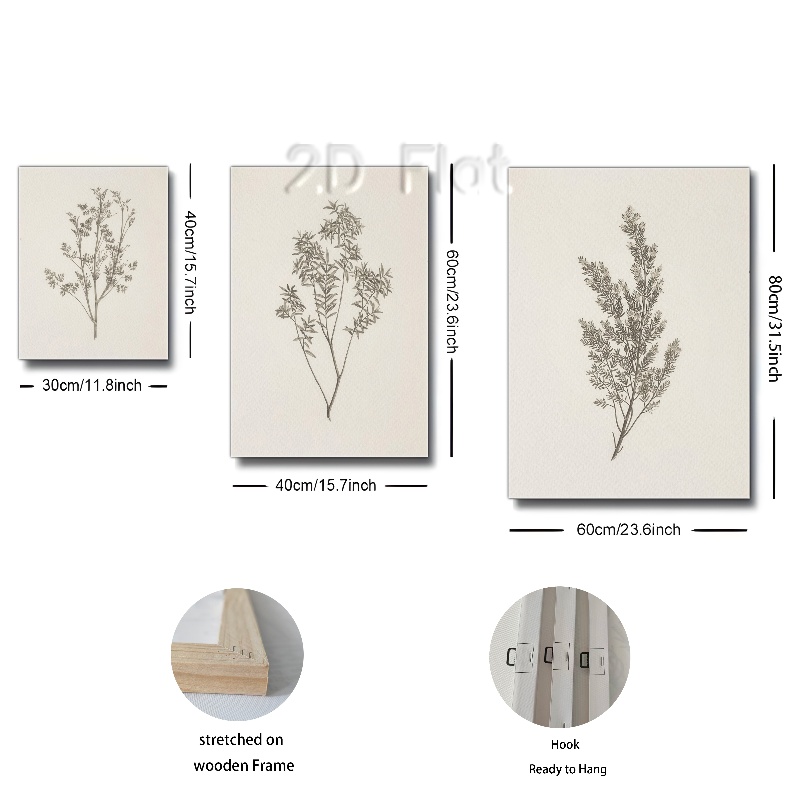 2D Flat.
40cm/15.7inch
30cm/11.8inch
60cm/23.6inch
40cm/15.7inch
80cm/31.5inch
60cm/23.6inch
stretched on
wooden Frame
Hook
Ready to Hang